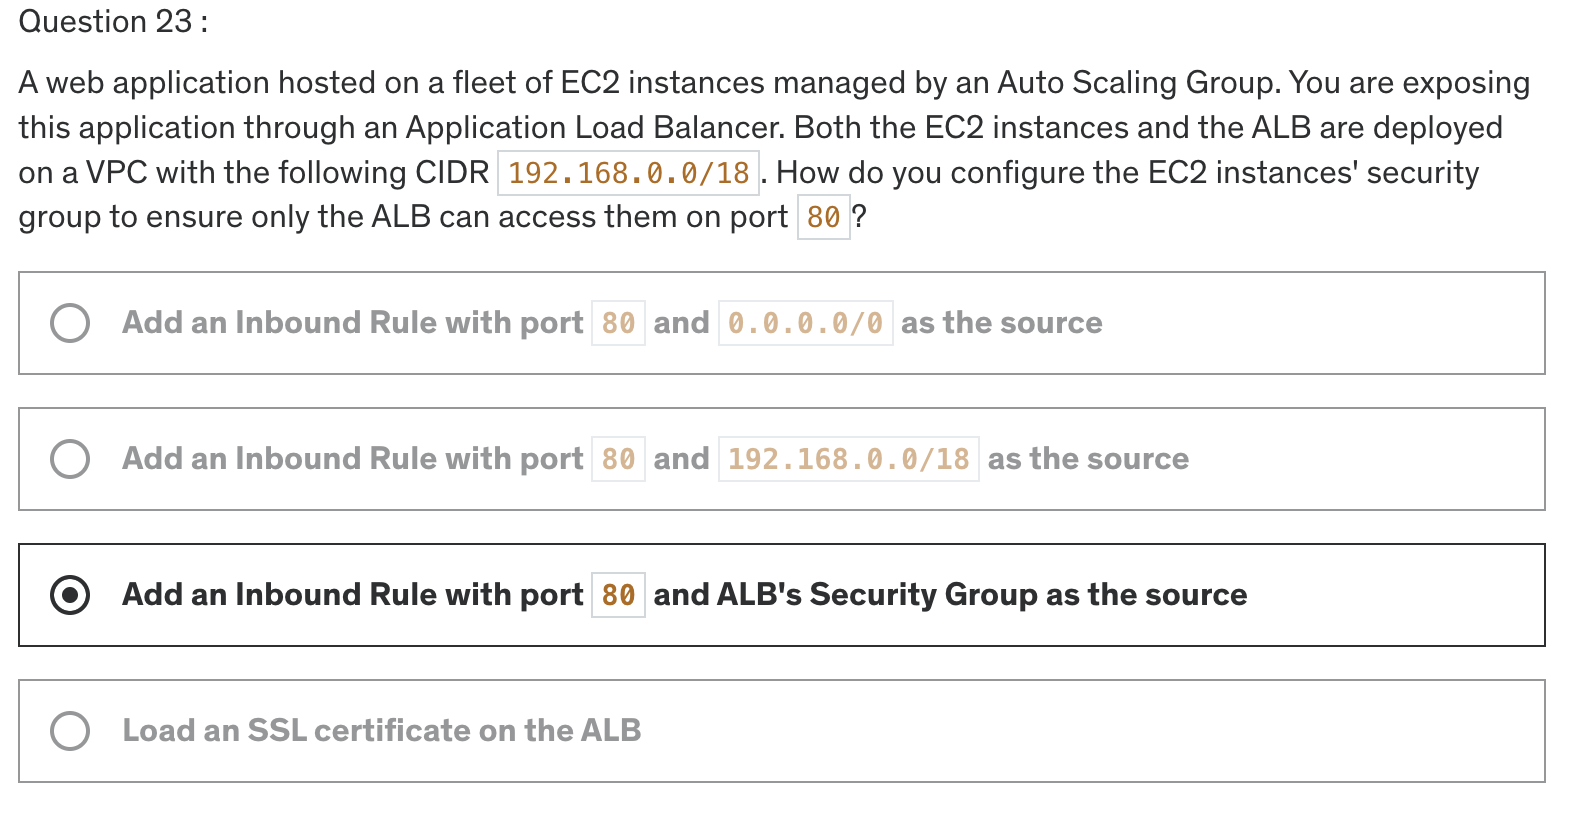 Question 23 :
A web application hosted on a fleet of EC2 instances managed by an Auto Scaling Group. You are exposing
this application through an Application Load Balancer. Both the EC2 instances and the ALB are deployed
on a VPC with the following CIDR 192.168.0.0/18. How do you configure the EC2 instances' security
group to ensure only the ALB can access them on port 80?
Add an Inbound Rule with port 80 and 0.0.0.0/0 as the source
Add an Inbound Rule with port 80 and 192.168.0.0/18 as the source
Add an Inbound Rule with port 80 and ALB's Security Group as the source
Load an SSL certificate on the ALB